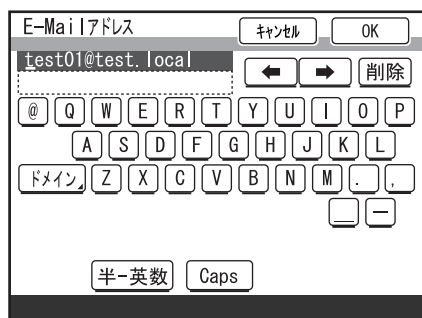 E-Mailアドレス ｷｬﾝｾﾙ OK
test01@test.local
← → 削除
@ Q W E R T Y U I O P
A S D F G H J K L
ドメイン Z X C V B N M . ,
_ －
半-英数 Caps